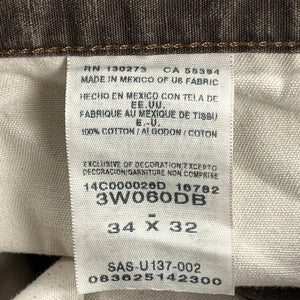 RN 130273 CA 55394
MADE IN MEXICO OF US FABRIC
HECHO EN MEXICO CON TELA DE
EE.UU.
FABRIQUE AU MEXIQUE DE TISSU
E.-U.
100% COTTON / ALGODON / COTON
EXCLUSIVE OF DECORATION/EXCEPTO
DECORACION/GARNITURE NON COMPRISE
14C000026D 16782
3W060DB
-
34 X 32
SAS-U137-002
083625142300